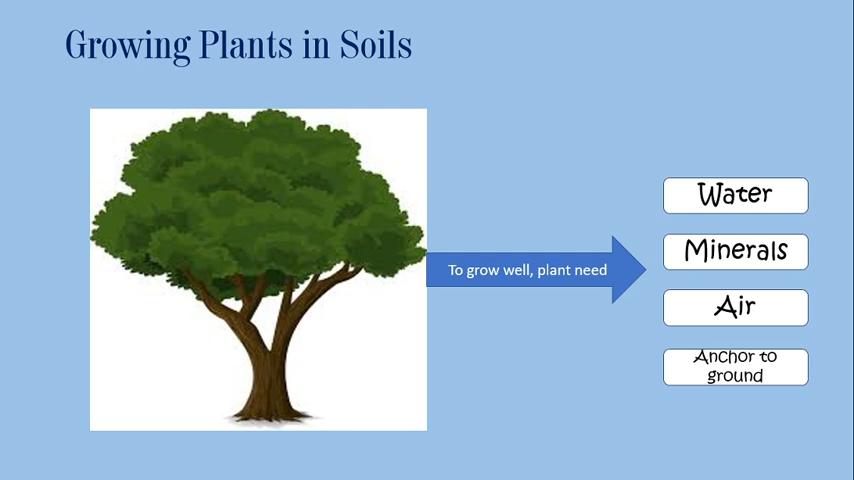 Growing Plants in Soils
To grow well, plant need
Water
Minerals
Air
Anchor to
ground